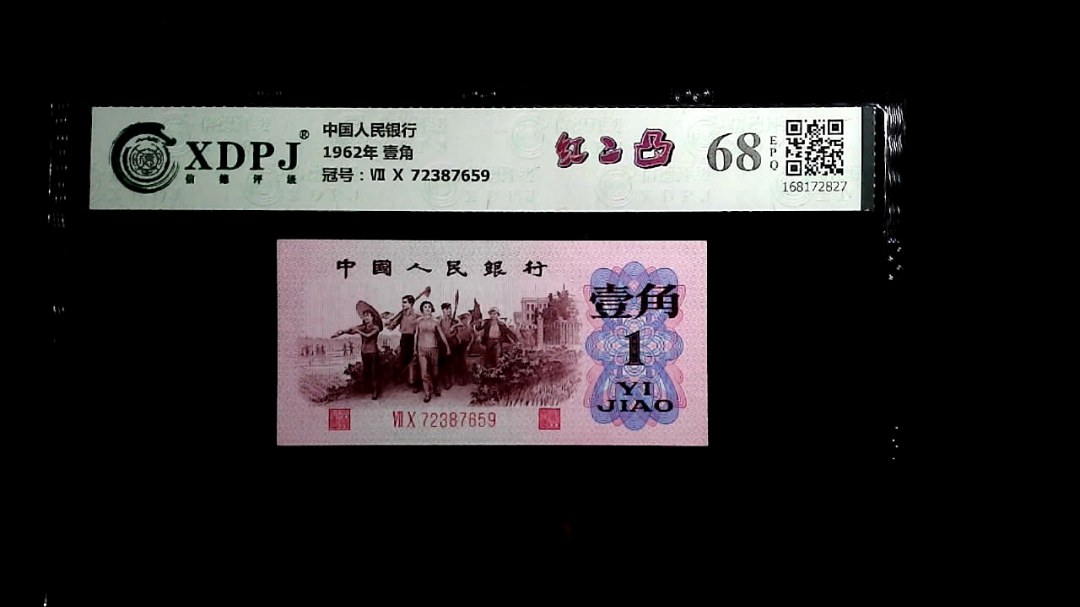 XDPJ®
信德评级
中国人民银行
1962年 壹角
冠号：Ⅶ X 72387659
红二凸
68
EPQ
168172827
中國人民銀行
壹角
1
YI
JIAO
Ⅶ X 72387659